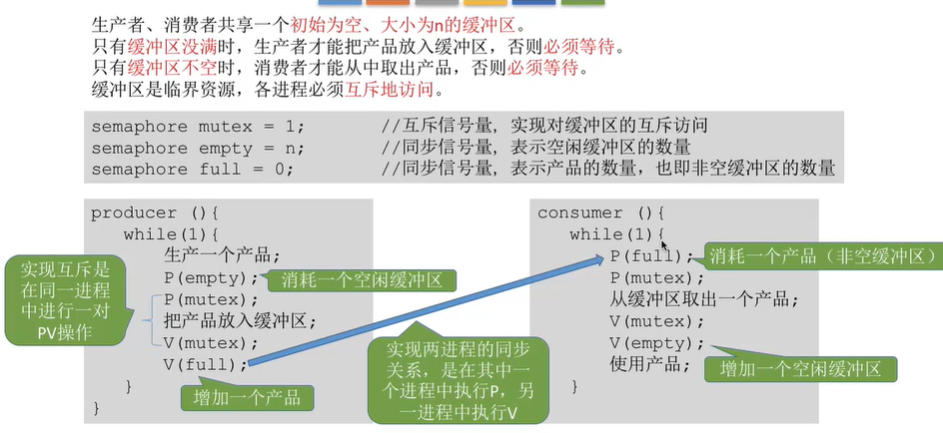 生产者、消费者共享一个初始为空、大小为n的缓冲区。
只有缓冲区没满时，生产者才能把产品放入缓冲区，否则必须等待。
只有缓冲区不空时，消费者才能从中取出产品，否则必须等待。
缓冲区是临界资源，各进程必须互斥地访问。
semaphore mutex = 1; //互斥信号量，实现对缓冲区的互斥访问
semaphore empty = n; //同步信号量，表示空闲缓冲区的数量
semaphore full = 0; //同步信号量，表示产品的数量，也即非空缓冲区的数量
producer (){
while(1){
生产一个产品;
P(empty);
消耗一个空闲缓冲区
P(mutex);
把产品放入缓冲区;
V(mutex);
V(full);
增加一个产品
}
}
实现互斥是
在同一进程
中进行一对
PV操作
实现两进程的同步
关系，是在其中一
个进程中执行P，另
一进程中执行V
consumer (){
while(1){
P(full);
消耗一个产品（非空缓冲区）
P(mutex);
从缓冲区取出一个产品;
V(mutex);
V(empty);
增加一个空闲缓冲区
使用产品;
}
}